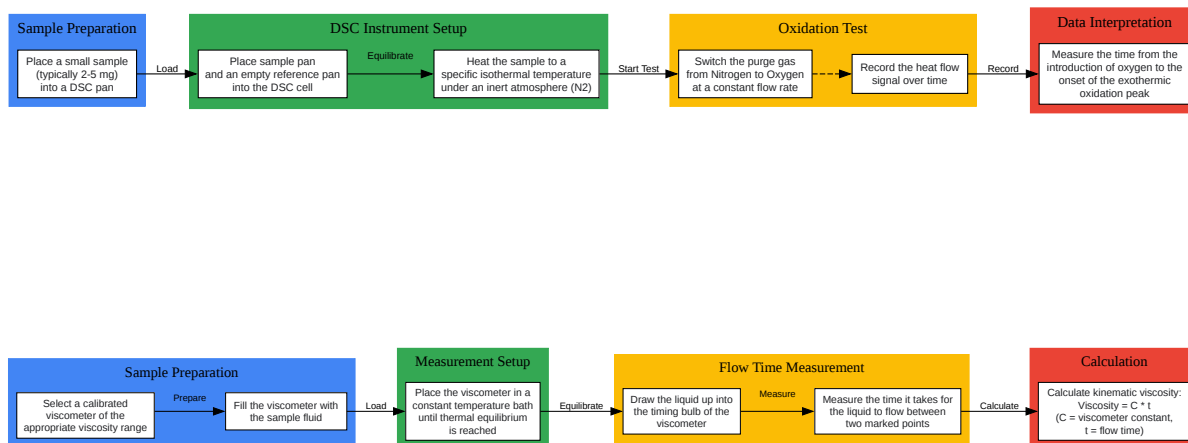 Sample Preparation
Place a small sample
(typically 2-5 mg)
into a DSC pan
Load
DSC Instrument Setup
Place sample pan
and an empty reference pan
into the DSC cell
Equilibrate
Heat the sample to a
specific isothermal temperature
under an inert atmosphere (N2)
Start Test
Oxidation Test
Switch the purge gas
from Nitrogen to Oxygen
at a constant flow rate
Record the heat flow
signal over time
Record
Data Interpretation
Measure the time from the
introduction of oxygen to the
onset of the exothermic
oxidation peak
Sample Preparation
Select a calibrated
viscometer of the
appropriate viscosity range
Prepare
Fill the viscometer with
the sample fluid
Load
Measurement Setup
Place the viscometer in a
constant temperature bath
until thermal equilibrium
is reached
Equilibrate
Flow Time Measurement
Draw the liquid up into
the timing bulb of the
viscometer
Measure
Measure the time it takes for
the liquid to flow between
two marked points
Calculate
Calculation
Calculate kinematic viscosity:
Viscosity = C * t
(C = viscometer constant,
t = flow time)